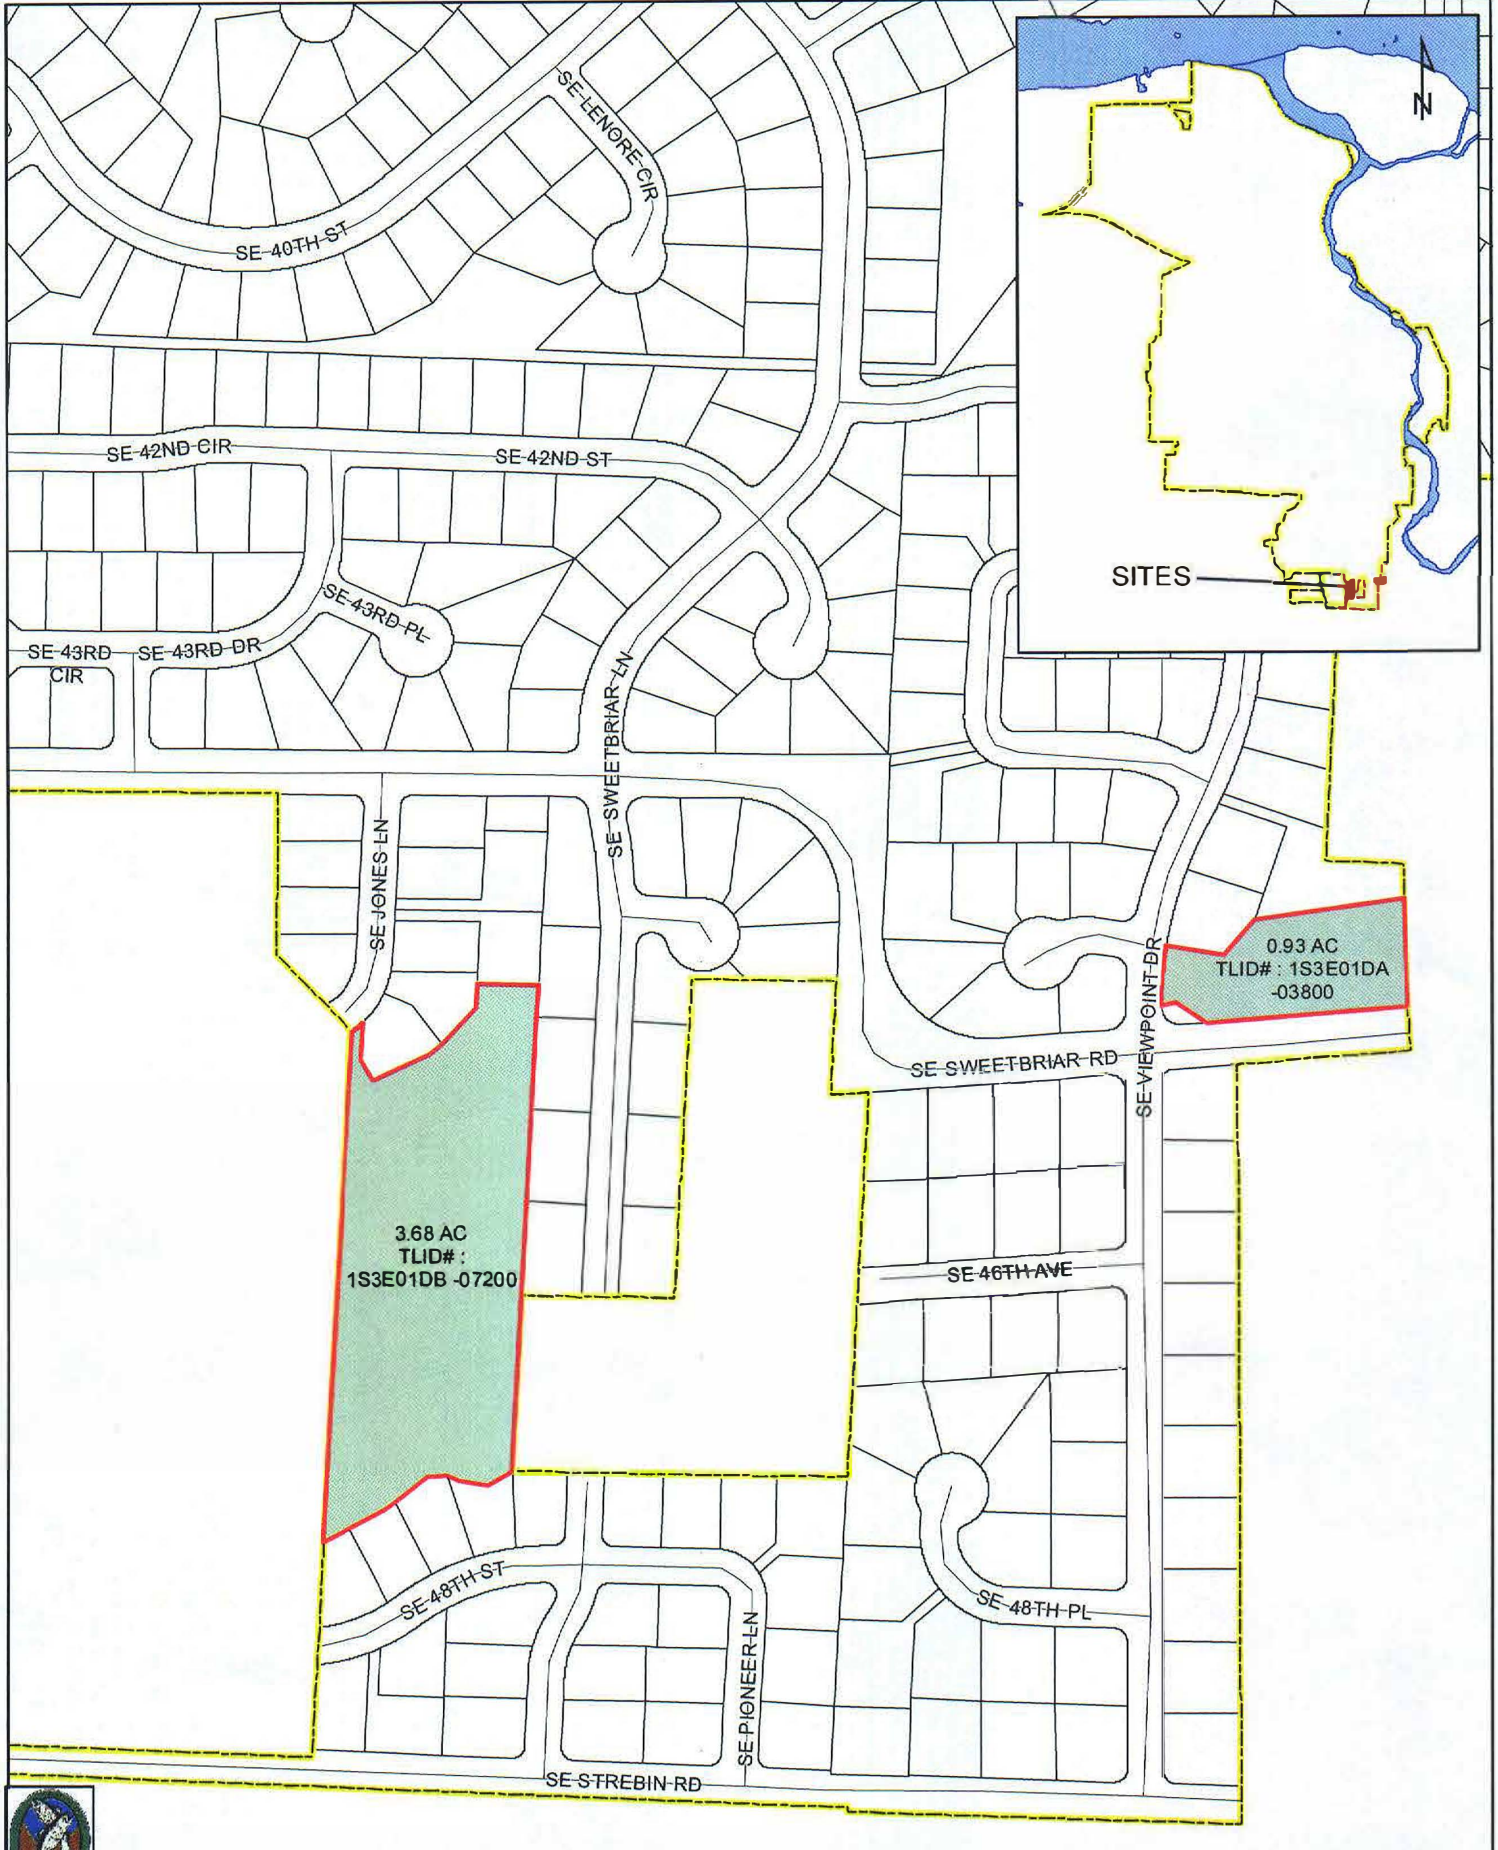 SE LENORE CIR
N
SE 40TH ST
SE 42ND CIR
SE 42ND ST
SITES
SE 43RD PL
SE 43RD
CIR
SE 43RD DR
SE SWEETBRIAR LN
SE JONES LN
0.93 AC
TLID# : 1S3E01DA
-03800
SE VIEWPOINT DR
SE SWEETBRIAR RD
3.68 AC
TLID# :
1S3E01DB -07200
SE 46TH AVE
SE 48TH ST
SE 48TH PL
SE PIONEER LN
SE STREBIN RD